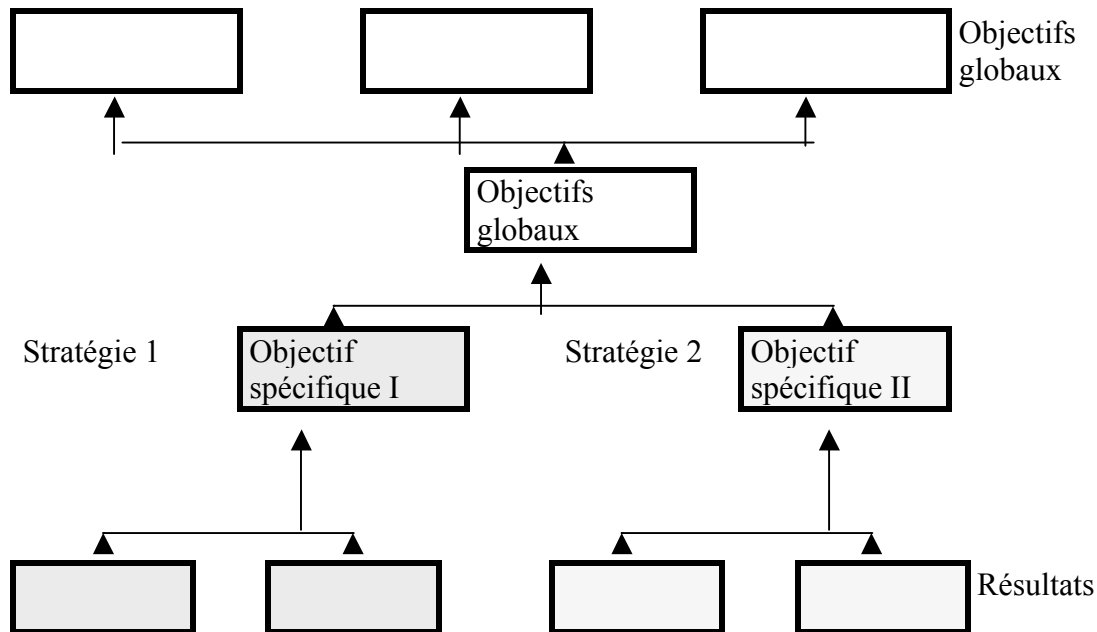 Objectifs
globaux
Objectifs
globaux
Stratégie 1
Objectif
spécifique I
Stratégie 2
Objectif
spécifique II
Résultats